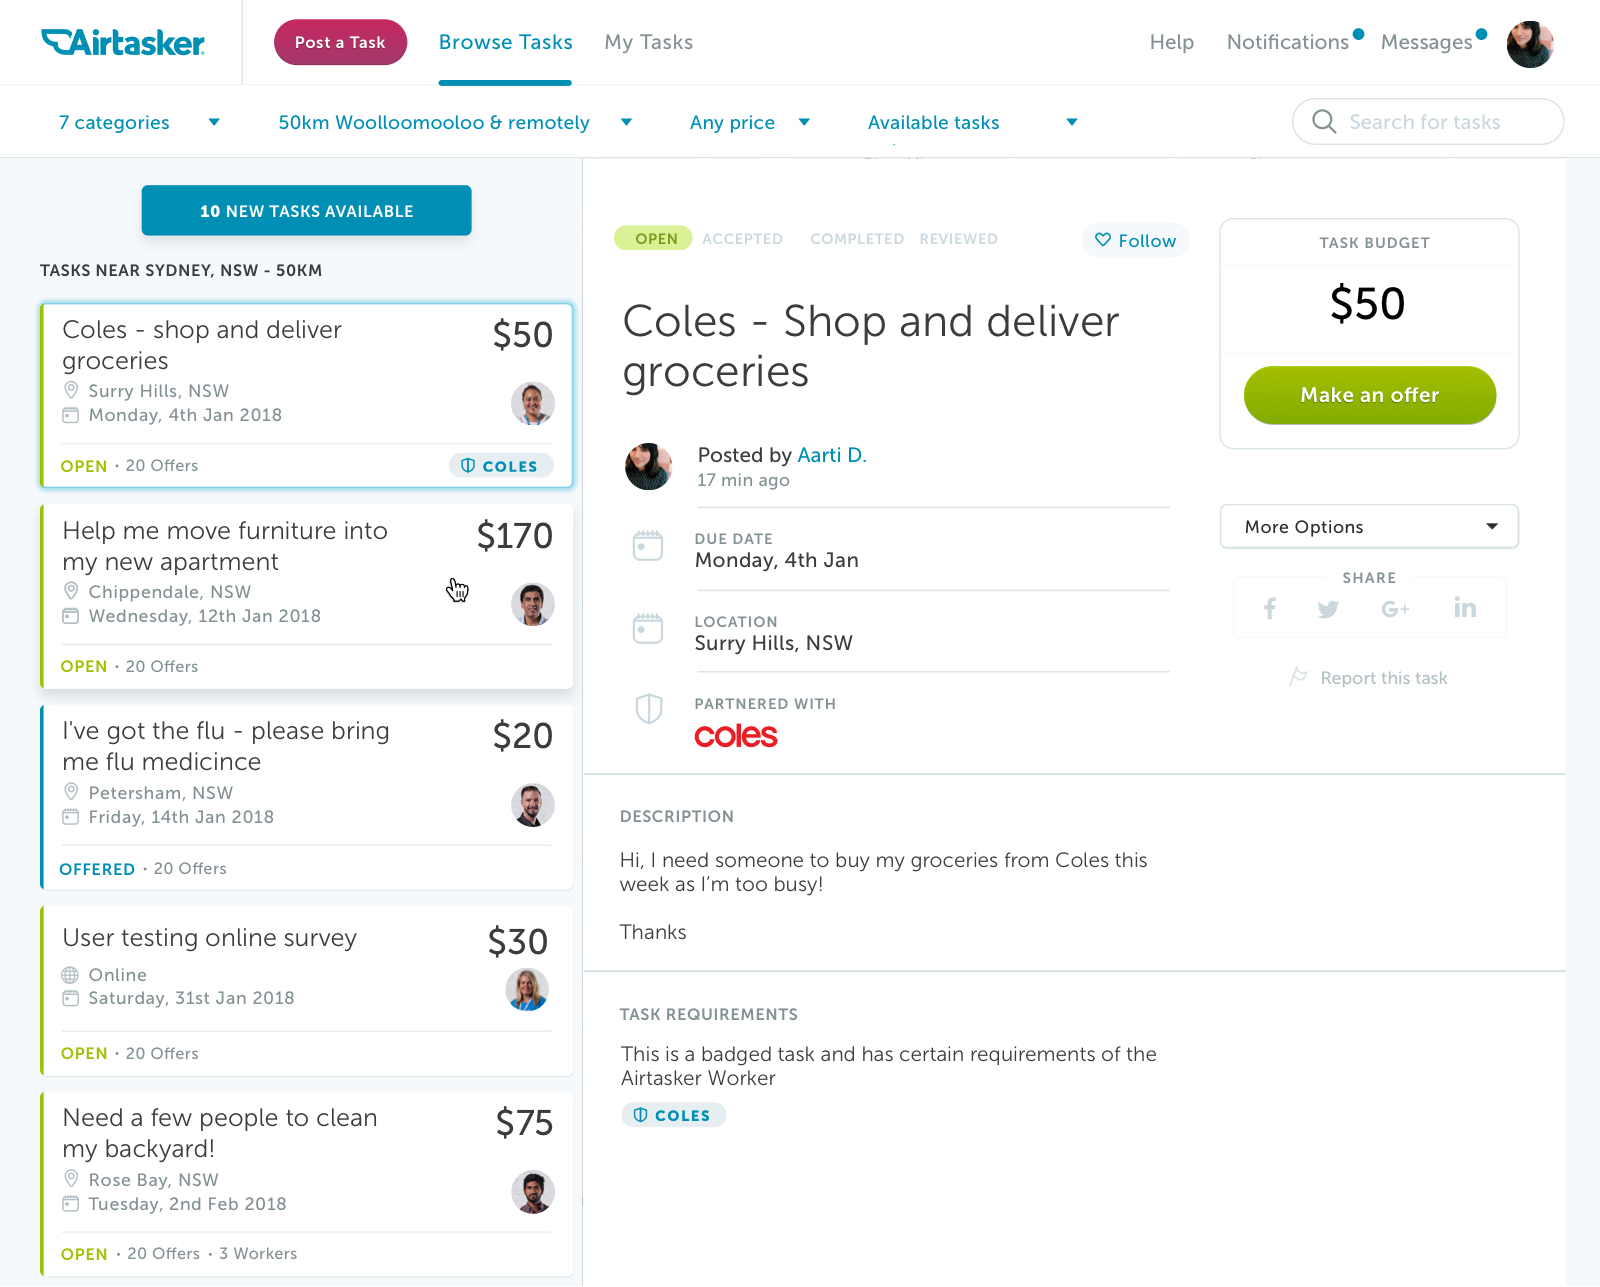 Airtasker
Post a Task
Browse Tasks
My Tasks
Help
Notifications
Messages
7 categories
50km Woolloomooloo & remotely
Any price
Available tasks
Search for tasks
10 NEW TASKS AVAILABLE
TASKS NEAR SYDNEY, NSW - 50KM
Coles - shop and deliver
groceries
$50
Surry Hills, NSW
Monday, 4th Jan 2018
OPEN · 20 Offers
COLES
Help me move furniture into
my new apartment
$170
Chippendale, NSW
Wednesday, 12th Jan 2018
OPEN · 20 Offers
I've got the flu - please bring
me flu medicince
$20
Petersham, NSW
Friday, 14th Jan 2018
OFFERED · 20 Offers
User testing online survey
$30
Online
Saturday, 31st Jan 2018
OPEN · 20 Offers
Need a few people to clean
my backyard!
$75
Rose Bay, NSW
Tuesday, 2nd Feb 2018
OPEN · 20 Offers · 3 Workers
OPEN
ACCEPTED
COMPLETED
REVIEWED
Follow
Coles - Shop and deliver
groceries
Posted by Aarti D.
17 min ago
DUE DATE
Monday, 4th Jan
LOCATION
Surry Hills, NSW
PARTNERED WITH
coles
TASK BUDGET
$50
Make an offer
More Options
SHARE
f
G+
in
Report this task
DESCRIPTION
Hi, I need someone to buy my groceries from Coles this
week as I’m too busy!
Thanks
TASK REQUIREMENTS
This is a badged task and has certain requirements of the
Airtasker Worker
COLES